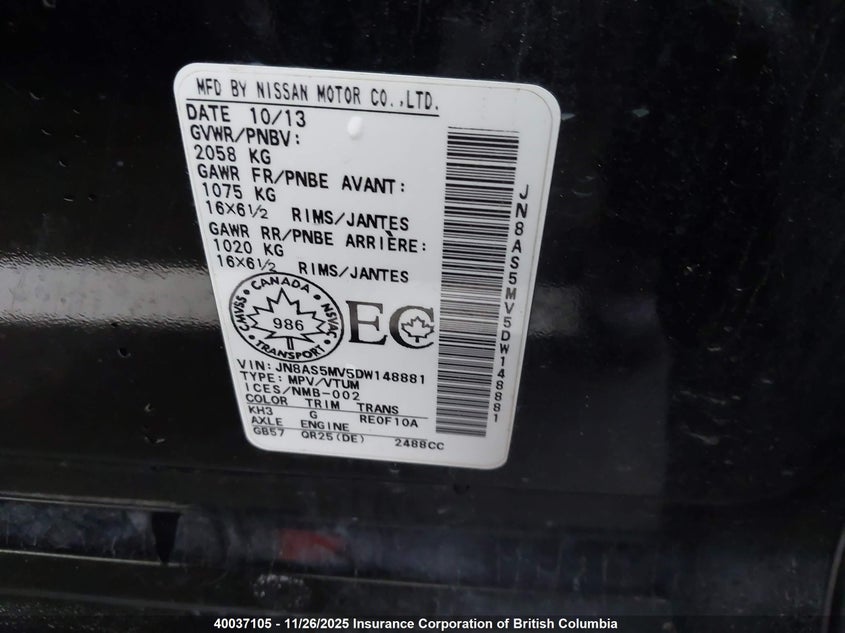 MFD BY NISSAN MOTOR CO.,LTD.
DATE 10/13
GVWR/PNBV:
2058 KG
GAWR FR/PNBE AVANT:
1075 KG
16X6½ RIMS/JANTES
GAWR RR/PNBE ARRIÈRE:
1020 KG
16X6½ RIMS/JANTES
CANADA
CMVSS NSVAC
986
EC
VIN: JN8AS5MV5DW148881
TYPE: MPV/VTUM
ICES/NMB-002
COLOR TRIM TRANS
KH3 G RE0F10A
AXLE ENGINE
GB57 QR25(DE) 2488CC
JN8AS5MV5DW148881
40037105 - 11/26/2025 Insurance Corporation of British Columbia